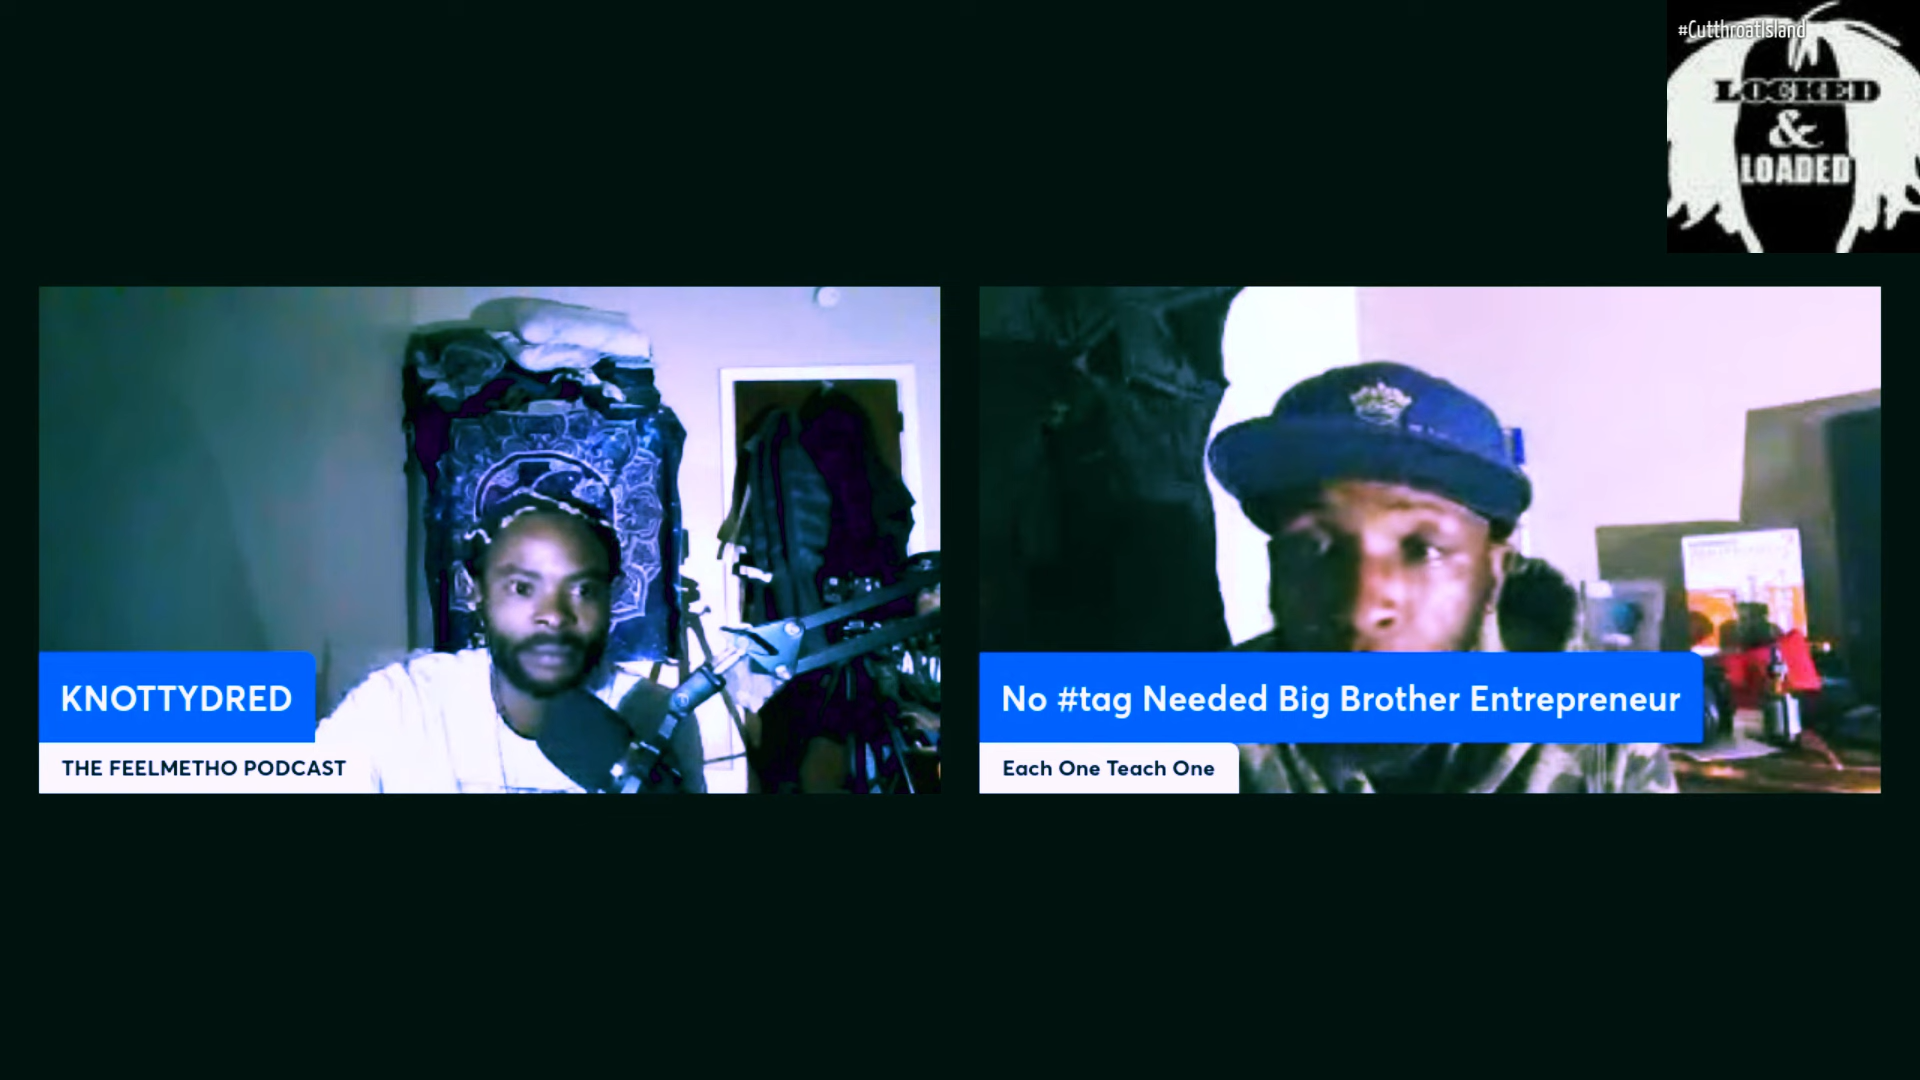 #CutthroatIsland
LOCKED
&
LOADED
KNOTTYDRED
THE FEELMETHO PODCAST
No #tag Needed Big Brother Entrepreneur
Each One Teach One